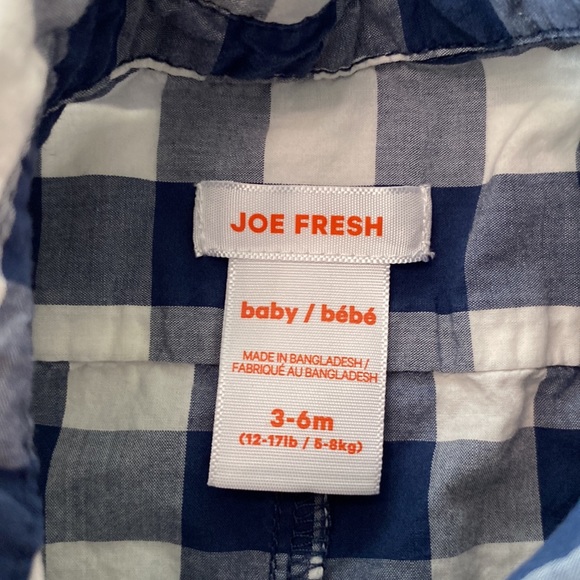 JOE FRESH
baby / bébé
MADE IN BANGLADESH /
FABRIQUÉ AU BANGLADESH
3-6m
(12-17lb / 5-8kg)